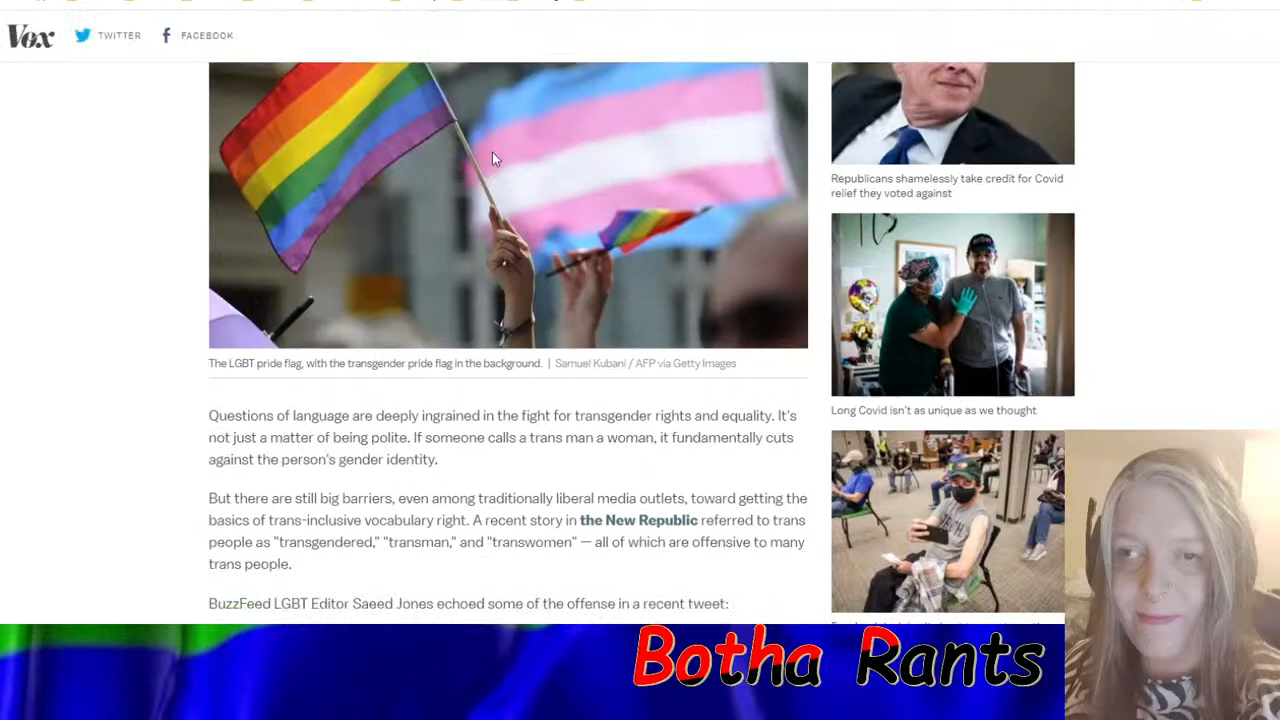 Vox
TWITTER
FACEBOOK
The LGBT pride flag, with the transgender pride flag in the background. | Samuel Kubani / AFP via Getty Images
Questions of language are deeply ingrained in the fight for transgender rights and equality. It's
not just a matter of being polite. If someone calls a trans man a woman, it fundamentally cuts
against the person's gender identity.
But there are still big barriers, even among traditionally liberal media outlets, toward getting the
basics of trans-inclusive vocabulary right. A recent story in the New Republic referred to trans
people as "transgendered," "transman," and "transwomen" — all of which are offensive to many
trans people.
BuzzFeed LGBT Editor Saeed Jones echoed some of the offense in a recent tweet:
Republicans shamelessly take credit for Covid
relief they voted against
Long Covid isn't as unique as we thought
Botha Rants